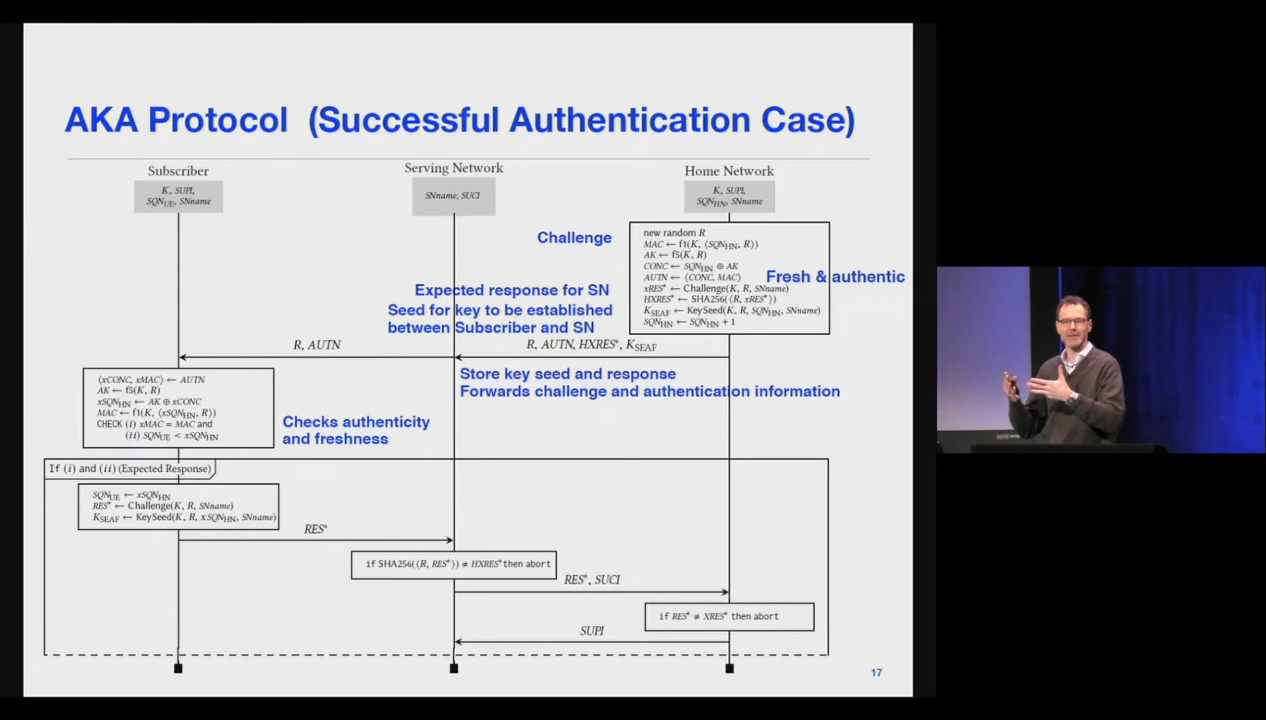 AKA Protocol (Successful Authentication Case)
Subscriber
Serving Network
Home Network
K, SUPI,
SQN_UE, SNname
SNname, SUCI
K, SUPI,
SQN_HN, SNname
Challenge
new random R
MAC ← f1(K, ⟨SQN_HN, R⟩)
AK ← f5(K, R)
CONC ← SQN_HN ⊕ AK
AUTN ← ⟨CONC, MAC⟩
xRES* ← Challenge(K, R, SNname)
HXRES* ← SHA256(⟨R, xRES*⟩)
K_SEAF ← KeySeed(K, R, SQN_HN, SNname)
SQN_HN ← SQN_HN + 1
Fresh & authentic
Expected response for SN
Seed for key to be established
between Subscriber and SN
R, AUTN
R, AUTN, HXRES*, K_SEAF
Store key seed and response
Forwards challenge and authentication information
⟨xCONC, xMAC⟩ ← AUTN
AK ← f5(K, R)
xSQN_HN ← AK ⊕ xCONC
MAC ← f1(K, ⟨xSQN_HN, R⟩)
CHECK (i) xMAC = MAC and
(ii) SQN_UE < xSQN_HN
Checks authenticity
and freshness
If (i) and (ii) (Expected Response)
SQN_UE ← xSQN_HN
RES* ← Challenge(K, R, SNname)
K_SEAF ← KeySeed(K, R, xSQN_HN, SNname)
RES*
if SHA256(⟨R, RES*⟩) ≠ HXRES* then abort
RES*, SUCI
if RES* ≠ XRES* then abort
SUPI
17